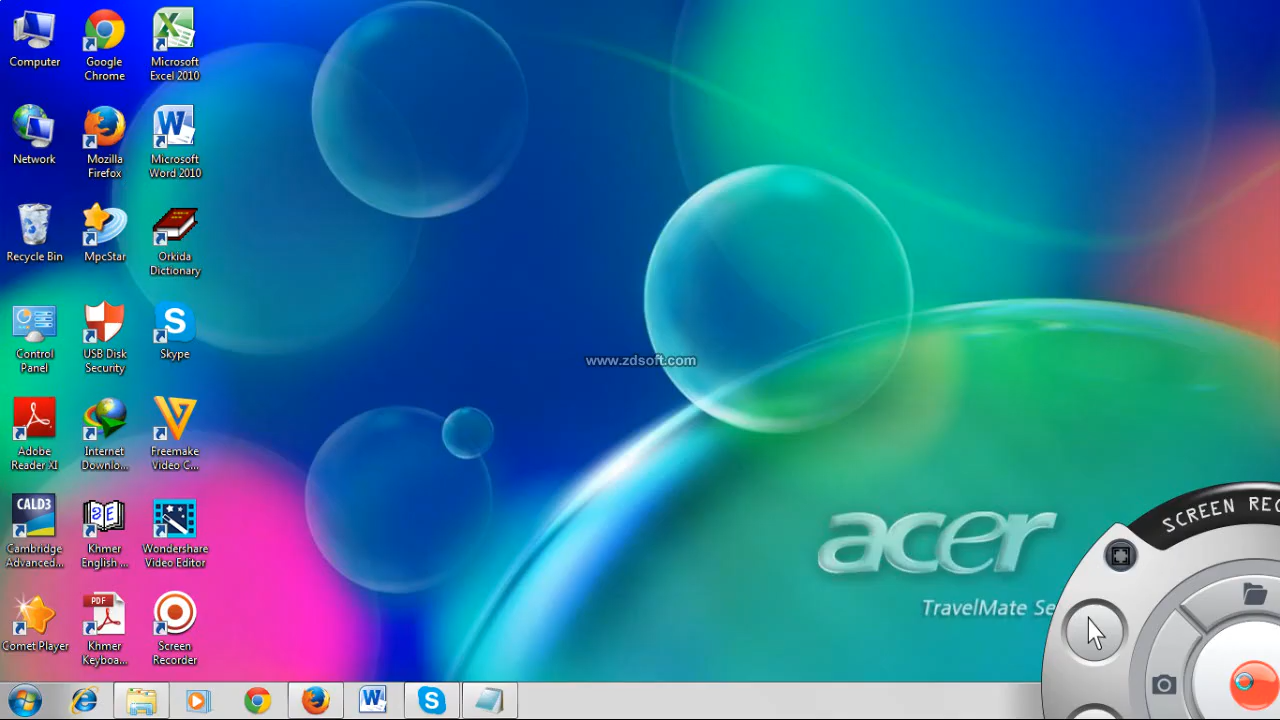 Computer
Google
Chrome
Microsoft
Excel 2010
Network
Mozilla
Firefox
Microsoft
Word 2010
Recycle Bin
MpcStar
Orkida
Dictionary
Control
Panel
USB Disk
Security
Skype
Adobe
Reader XI
Internet
Downlo...
Freemake
Video C...
CALD3
Cambridge
Advanced...
Khmer
English ...
Wondershare
Video Editor
Comet Player
PDF
Khmer
Keyboa...
Screen
Recorder
www.zdsoft.com
acer
TravelMate Se
SCREEN REC